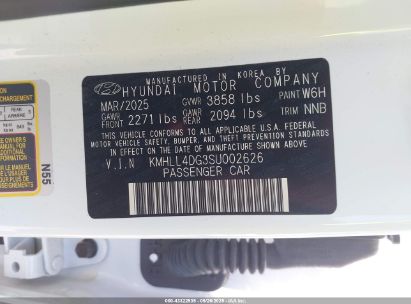 MANUFACTURED IN KOREA BY
HYUNDAI MOTOR COMPANY
MAR/2025 GVWR 3858 lbs PAINT W6H
GAWR FRONT 2271 lbs GAWR REAR 2094 lbs TRIM NNB
THIS VEHICLE CONFORMS TO ALL APPLICABLE U.S.A. FEDERAL
MOTOR VEHICLE SAFETY, BUMPER, AND THEFT PREVENTION
STANDARDS IN EFFECT ON THE DATE OF MANUFACTURE SHOWN ABOVE.
V.I.N KMHLL4DG3SU002626
PASSENGER CAR
N55